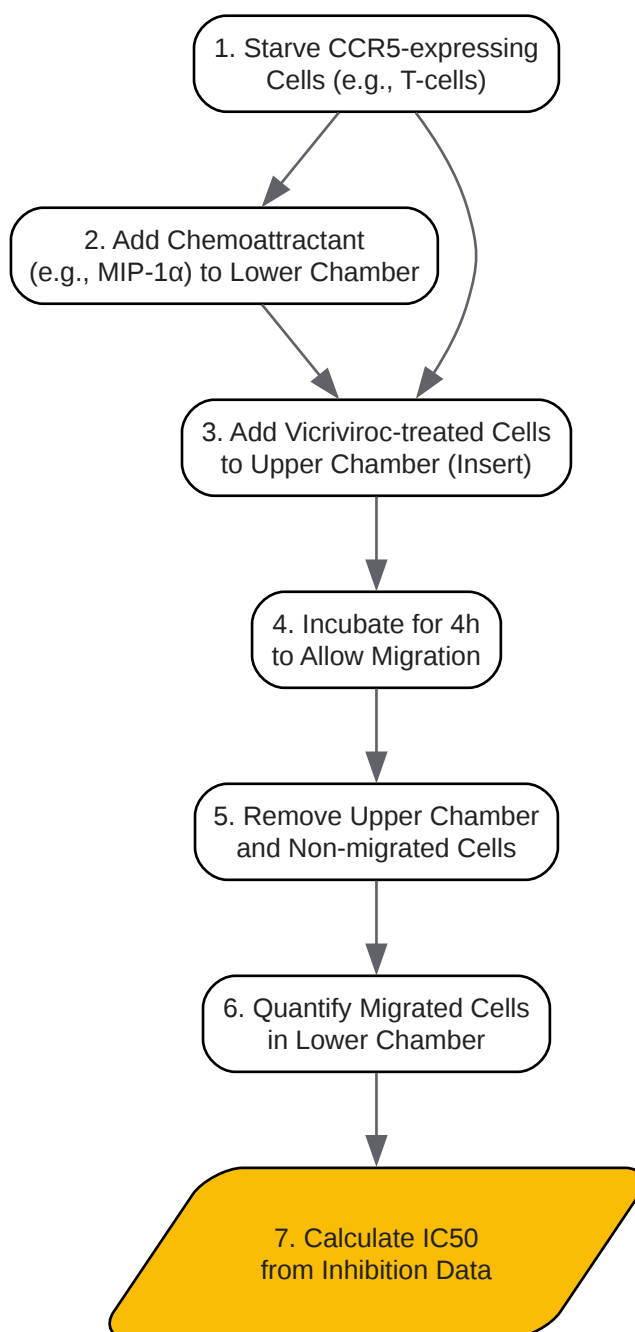 1. Starve CCR5-expressing
Cells (e.g., T-cells)
2. Add Chemoattractant
(e.g., MIP-1α) to Lower Chamber
3. Add Vicriviroc-treated Cells
to Upper Chamber (Insert)
4. Incubate for 4h
to Allow Migration
5. Remove Upper Chamber
and Non-migrated Cells
6. Quantify Migrated Cells
in Lower Chamber
7. Calculate IC50
from Inhibition Data